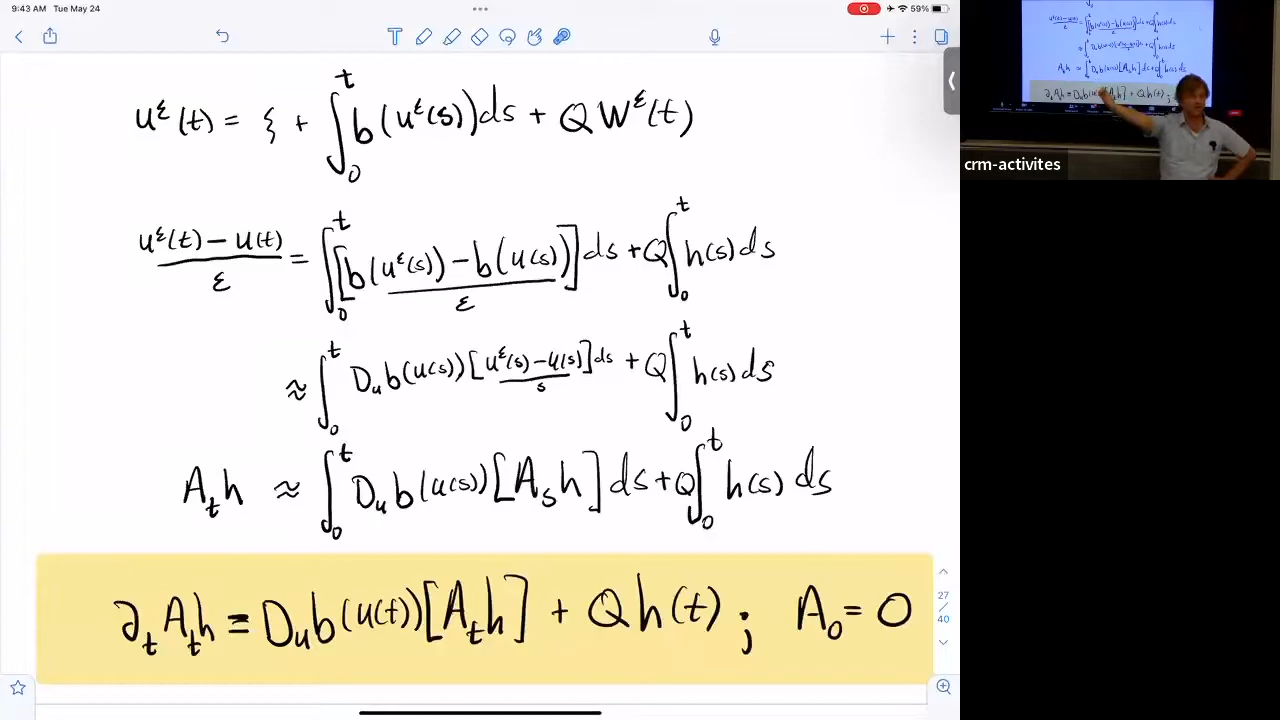 9:43 AM Tue May 24
59%
u^ε(t) = ξ + ∫_0^t b(u^ε(s))ds + Q W^ε(t)
(u^ε(t) − u(t))/ε = ∫_0^t [b(u^ε(s)) − b(u(s))]/ε ds + Q ∫_0^t h(s)ds
≈ ∫_0^t D_u b(u(s)) [(u^ε(s) − u(s))/s] ds + Q ∫_0^t h(s)ds
A_t h ≈ ∫_0^t D_u b(u(s)) [A_s h] ds + Q ∫_0^t h(s) ds
∂_t A_t h = D_u b(u(t)) [A_t h] + Q h(t) ; A_0 = 0
27
/
40
crm-activites